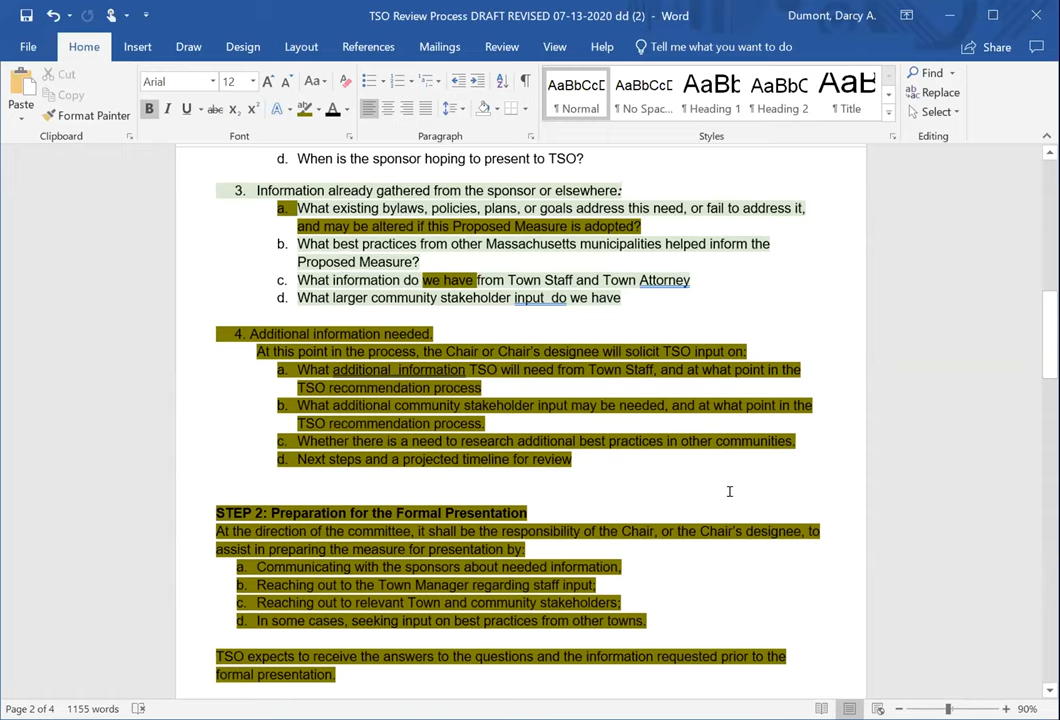 TSO Review Process DRAFT REVISED 07-13-2020 dd (2) - Word
Dumont, Darcy A.
File Home Insert Draw Design Layout References Mailings Review View Help Tell me what you want to do Share
Paste
Cut
Copy
Format Painter
Clipboard
Arial 12
B I U abc X2 X2
Font
Paragraph
AaBbCcD AaBbCcD AaBb( AaBbCc AaBb
¶ Normal ¶ No Spac... ¶ Heading 1 ¶ Heading 2 ¶ Title
Styles
Find
Replace
Select
Editing
d. When is the sponsor hoping to present to TSO?
3. Information already gathered from the sponsor or elsewhere:
a. What existing bylaws, policies, plans, or goals address this need, or fail to address it,
and may be altered if this Proposed Measure is adopted?
b. What best practices from other Massachusetts municipalities helped inform the
Proposed Measure?
c. What information do we have from Town Staff and Town Attorney
d. What larger community stakeholder input do we have
4. Additional information needed.
At this point in the process, the Chair or Chair's designee will solicit TSO input on:
a. What additional information TSO will need from Town Staff, and at what point in the
TSO recommendation process
b. What additional community stakeholder input may be needed, and at what point in the
TSO recommendation process.
c. Whether there is a need to research additional best practices in other communities.
d. Next steps and a projected timeline for review
STEP 2: Preparation for the Formal Presentation
At the direction of the committee, it shall be the responsibility of the Chair, or the Chair's designee, to
assist in preparing the measure for presentation by:
a. Communicating with the sponsors about needed information,
b. Reaching out to the Town Manager regarding staff input;
c. Reaching out to relevant Town and community stakeholders;
d. In some cases, seeking input on best practices from other towns.
TSO expects to receive the answers to the questions and the information requested prior to the
formal presentation.
Page 2 of 4 1155 words
90%